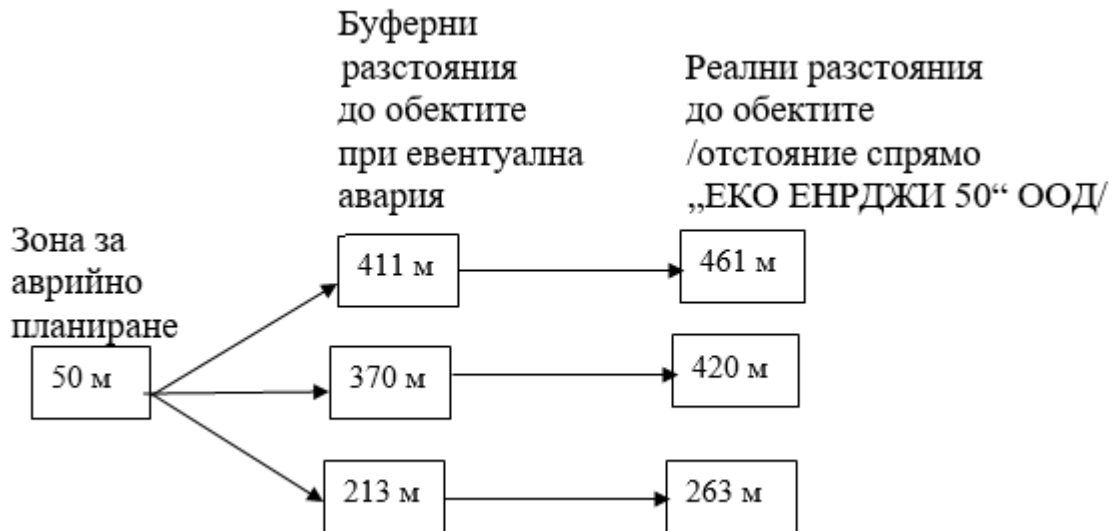 Буферни
разстояния
до обектите
при евентуална
авария
Реални разстояния
до обектите
/отстояние спрямо
„ЕКО ЕНРДЖИ 50“ ООД/
Зона за
аврийно
планиране
50 м
411 м
461 м
370 м
420 м
213 м
263 м